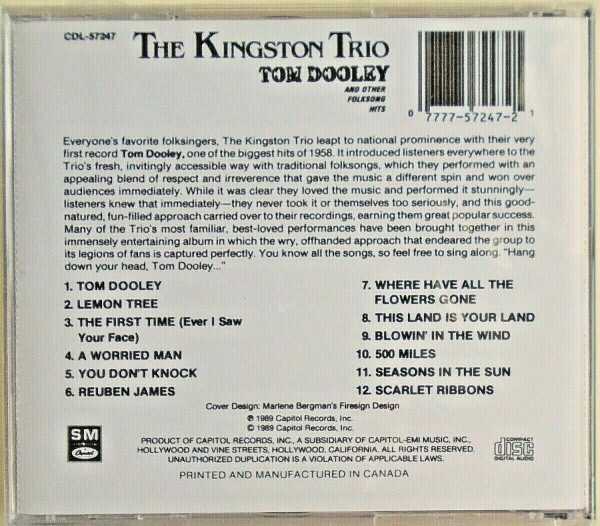 CDL-57247
THE KINGSTON TRIO
TOM DOOLEY
AND OTHER
FOLKSONG
HITS
0 7777-57247-2 1
Everyone's favorite folksingers, The Kingston Trio leapt to national prominence with their very
first record Tom Dooley, one of the biggest hits of 1958. It introduced listeners everywhere to the
Trio's fresh, invitingly accessible way with traditional folksongs, which they performed with an
appealing blend of respect and irreverence that gave the music a different spin and won over
audiences immediately. While it was clear they loved the music and performed it stunningly—
listeners knew that immediately—they never took it or themselves too seriously, and this good-
natured, fun-filled approach carried over to their recordings, earning them great popular success.
Many of the Trio's most familiar, best-loved performances have been brought together in this
immensely entertaining album in which the wry, offhanded approach that endeared the group to
its legions of fans is captured perfectly. You know all the songs, so feel free to sing along. "Hang
down your head, Tom Dooley..."
1. TOM DOOLEY
2. LEMON TREE
3. THE FIRST TIME (Ever I Saw
Your Face)
4. A WORRIED MAN
5. YOU DON'T KNOCK
6. REUBEN JAMES
7. WHERE HAVE ALL THE
FLOWERS GONE
8. THIS LAND IS YOUR LAND
9. BLOWIN' IN THE WIND
10. 500 MILES
11. SEASONS IN THE SUN
12. SCARLET RIBBONS
Cover Design: Marlene Bergman's Firesign Design
℗ 1989 Capitol Records, Inc.
© 1989 Capitol Records, Inc.
SM
Capitol
PRODUCT OF CAPITOL RECORDS, INC., A SUBSIDIARY OF CAPITOL-EMI MUSIC, INC.,
HOLLYWOOD AND VINE STREETS, HOLLYWOOD, CALIFORNIA. ALL RIGHTS RESERVED.
UNAUTHORIZED DUPLICATION IS A VIOLATION OF APPLICABLE LAWS.
COMPACT
disc
DIGITAL AUDIO
PRINTED AND MANUFACTURED IN CANADA